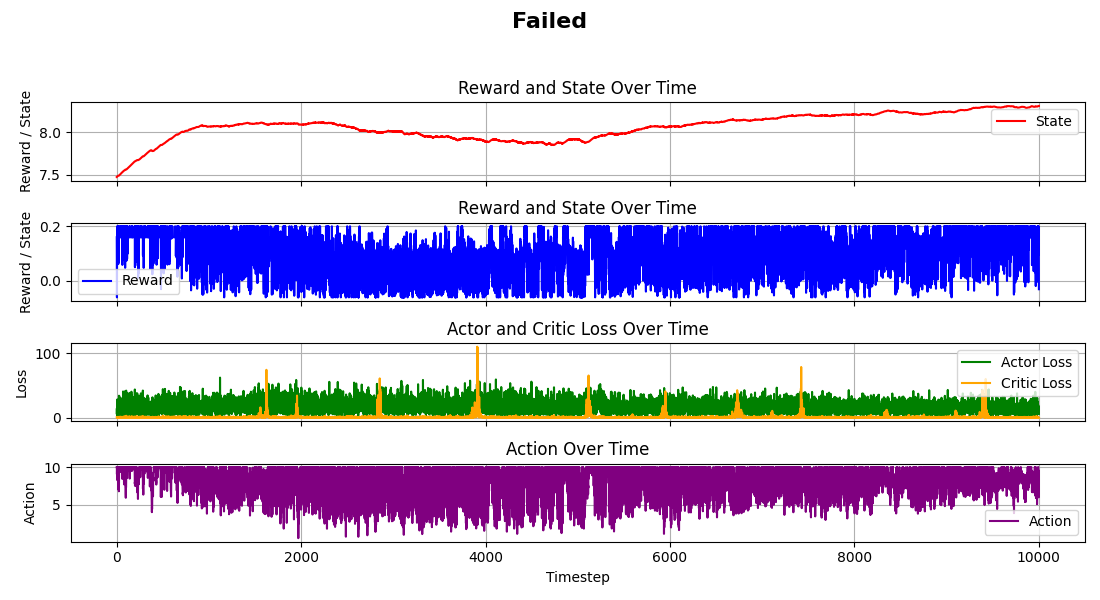 Failed
Reward and State Over Time
Reward / State
8.0
7.5
State
Reward and State Over Time
Reward / State
0.2
0.0
Reward
Actor and Critic Loss Over Time
Loss
100
0
Actor Loss
Critic Loss
Action Over Time
Action
10
5
Action
0 2000 4000 6000 8000 10000
Timestep